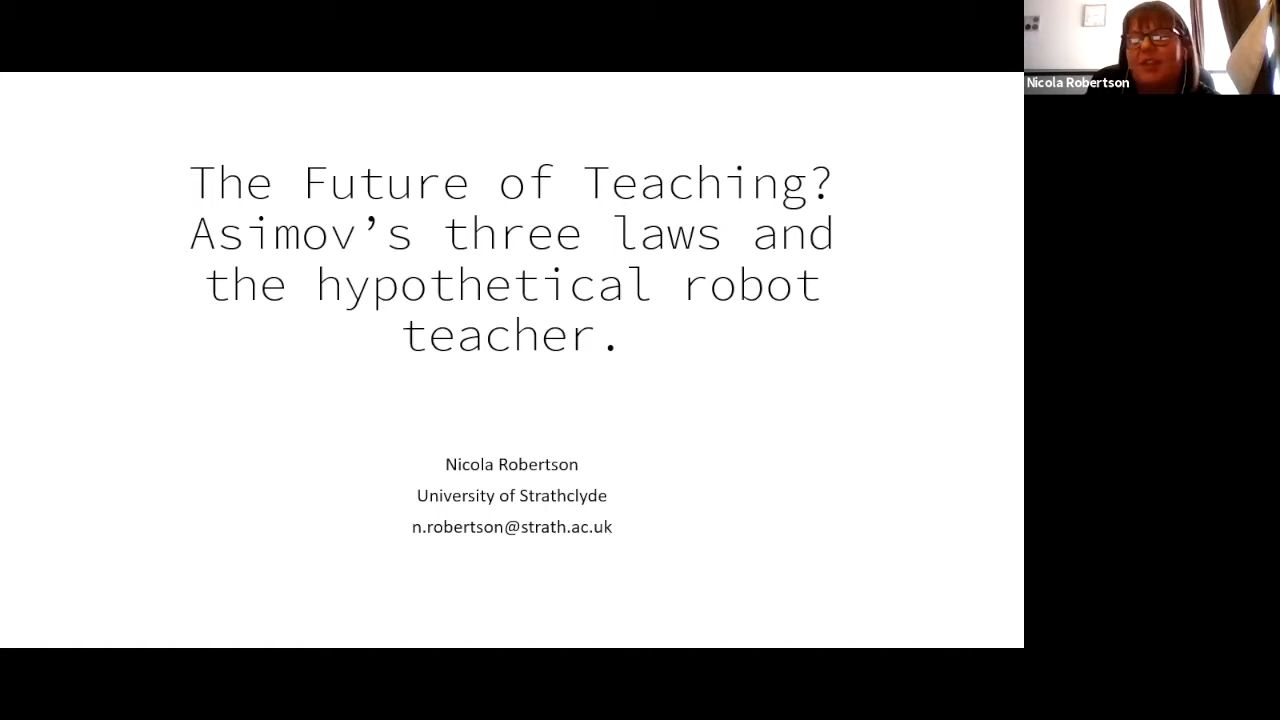 Nicola Robertson
The Future of Teaching?
Asimov’s three laws and
the hypothetical robot
teacher.
Nicola Robertson
University of Strathclyde
n.robertson@strath.ac.uk